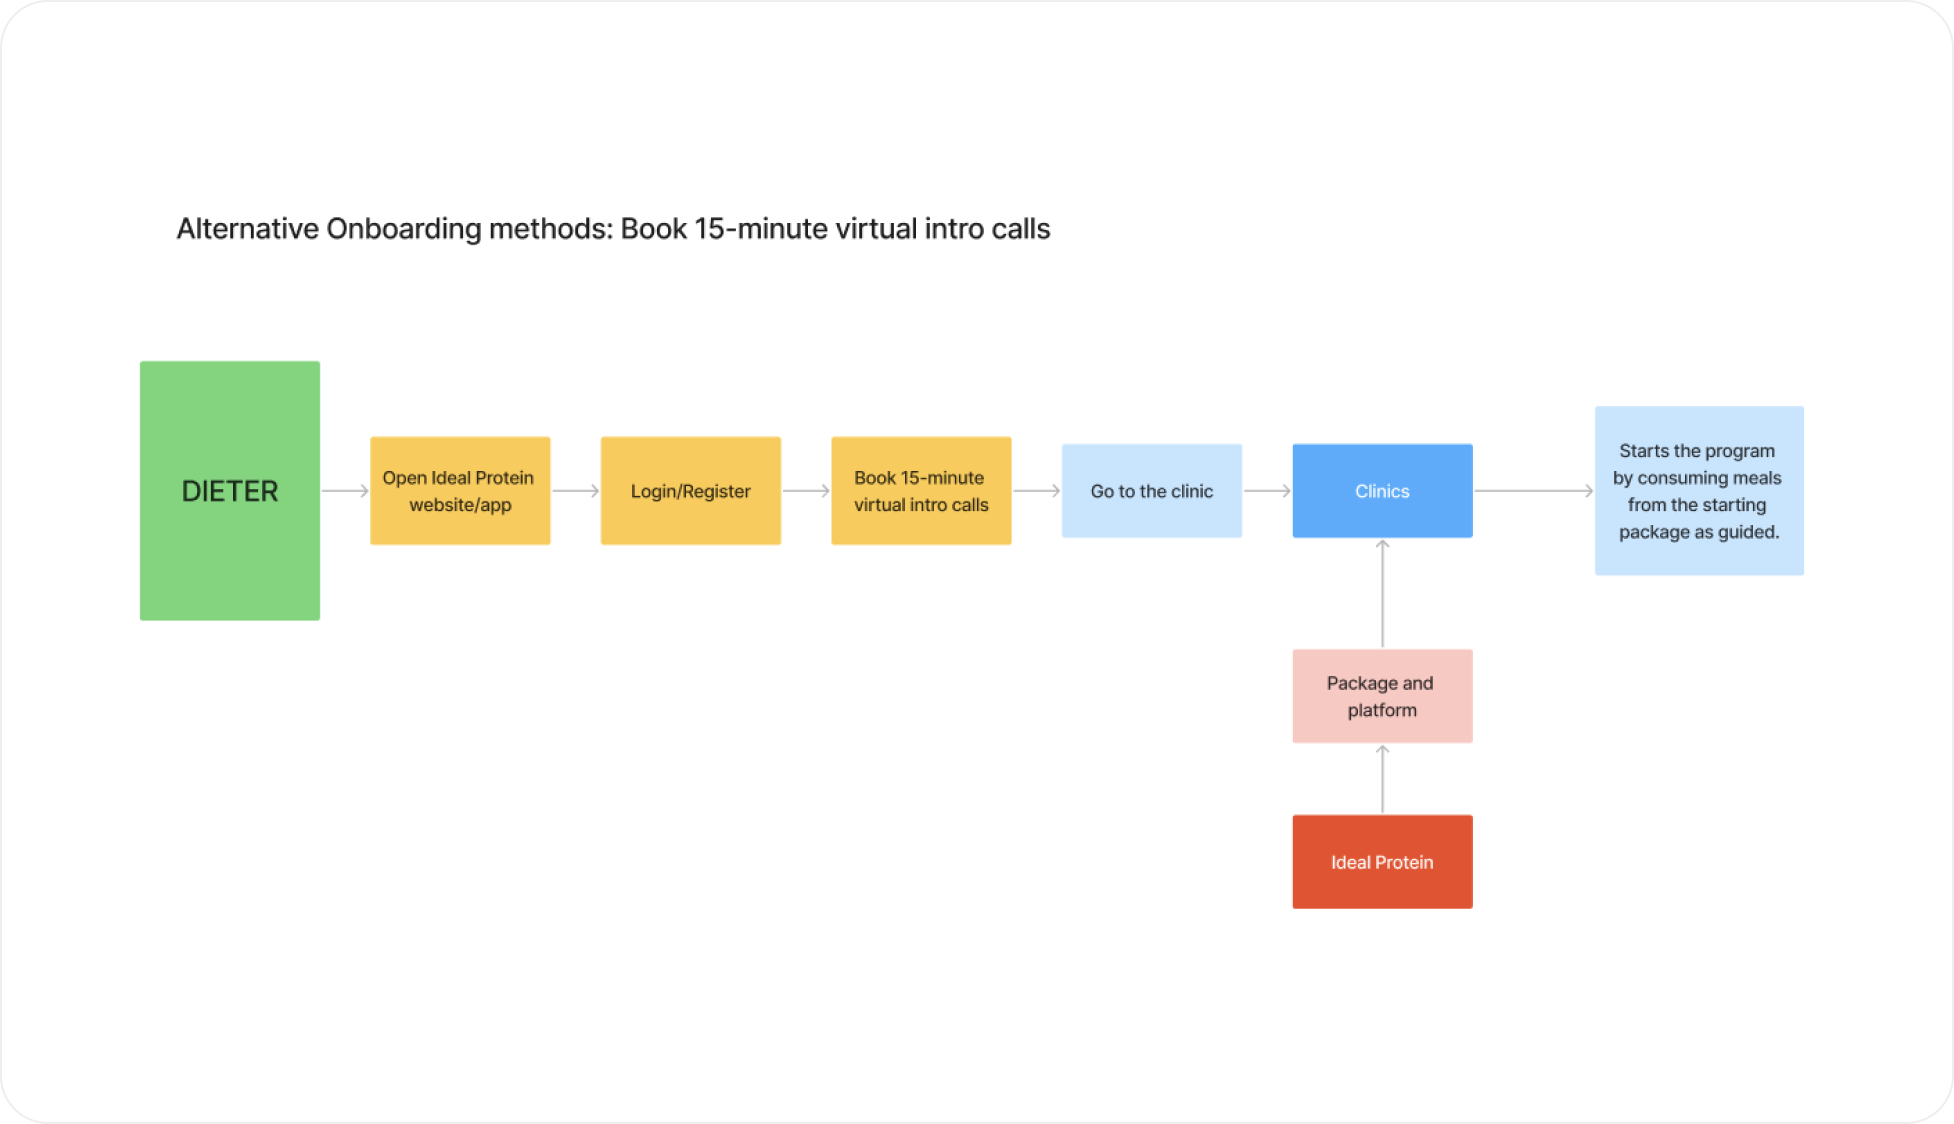 Alternative Onboarding methods: Book 15-minute virtual intro calls
DIETER
Open Ideal Protein
website/app
Login/Register
Book 15-minute
virtual intro calls
Go to the clinic
Clinics
Starts the program
by consuming meals
from the starting
package as guided.
Package and
platform
Ideal Protein